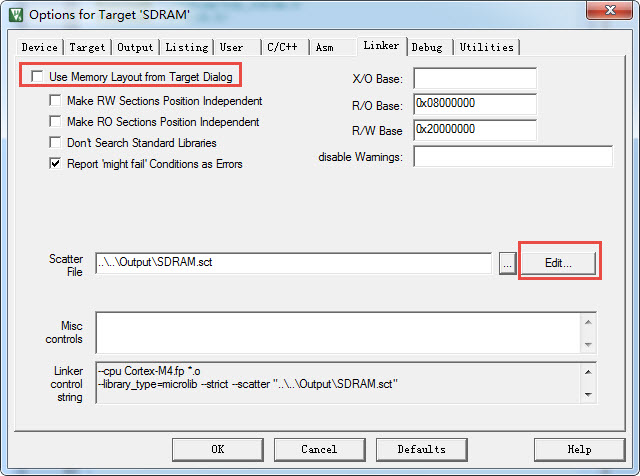 Options for Target 'SDRAM'
Device Target Output Listing User C/C++ Asm Linker Debug Utilities
Use Memory Layout from Target Dialog
X/O Base:
Make RW Sections Position Independent
R/O Base: 0x08000000
Make RO Sections Position Independent
R/W Base 0x20000000
Don't Search Standard Libraries
disable Warnings:
Report 'might fail' Conditions as Errors
Scatter
File
..\..\Output\SDRAM.sct
...
Edit...
Misc
controls
Linker
control
string
--cpu Cortex-M4.fp *.o
--library_type=microlib --strict --scatter "..\..\Output\SDRAM.sct"
OK Cancel Defaults Help